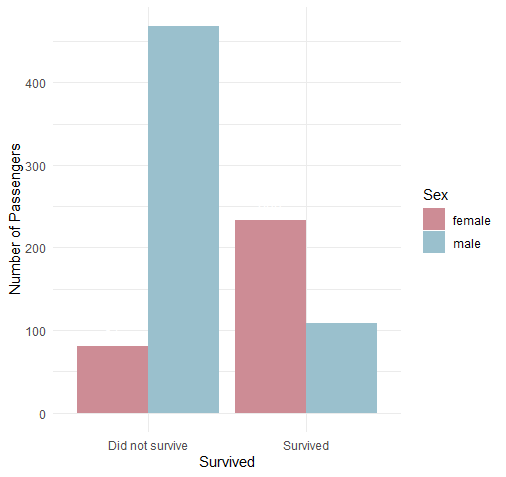 Number of Passengers
400
300
200
100
0
Did not survive
Survived
Survived
Sex
female
male